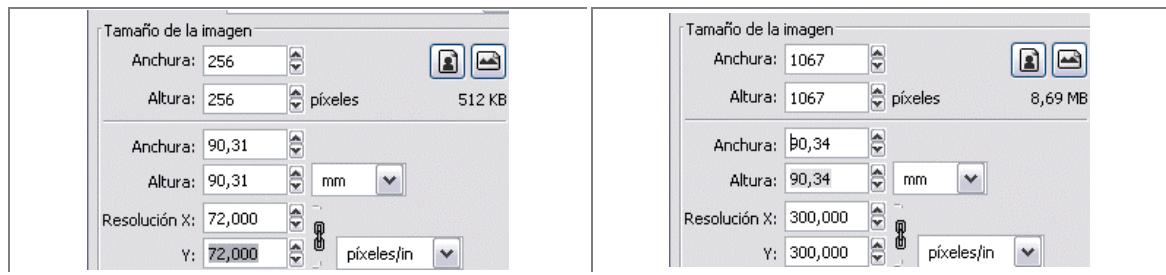 Tamaño de la imagen
Anchura: 256
Altura: 256 píxeles 512 KB
Anchura: 90,31
Altura: 90,31 mm
Resolución X: 72,000
Y: 72,000 píxeles/in
Tamaño de la imagen
Anchura: 1067
Altura: 1067 píxeles 8,69 MB
Anchura: 90,34
Altura: 90,34 mm
Resolución X: 300,000
Y: 300,000 píxeles/in